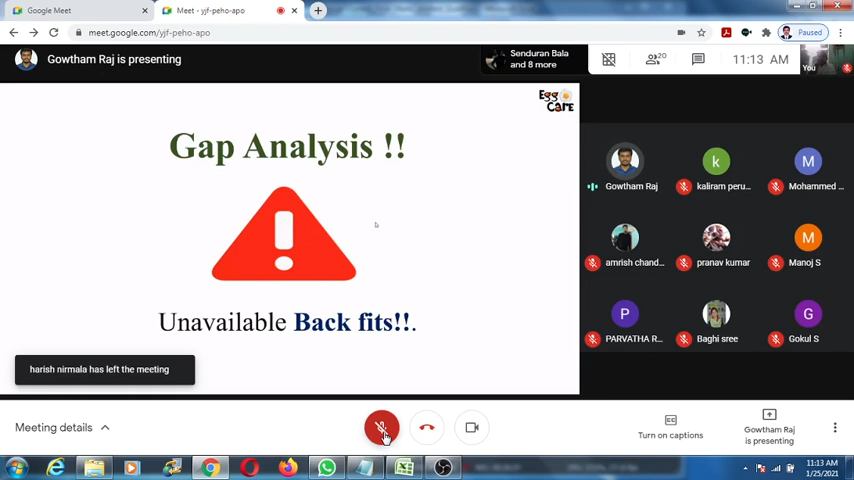 Google Meet
Meet - yjf-peho-apo
meet.google.com/yjf-peho-apo
Paused
Gowtham Raj is presenting
Senduran Bala
and 8 more
20
11:13 AM
You
Egg
CARE
Gap Analysis !!
Unavailable Back fits!!.
Gowtham Raj
k
kaliram peru...
M
Mohammed ...
amrish chand...
pranav kumar
M
Manoj S
P
PARVATHA R...
Baghi sree
G
Gokul S
harish nirmala has left the meeting
Meeting details
Turn on captions
Gowtham Raj
is presenting
11:13 AM
1/25/2021